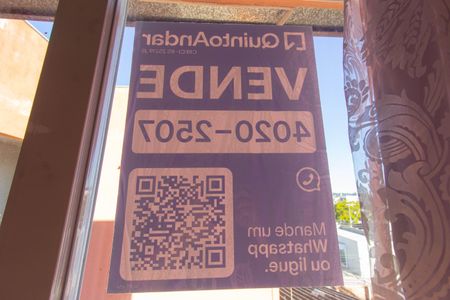 QuintoAndar
VENDE
4020-2507
Mande um
Whatsapp
ou ligue.